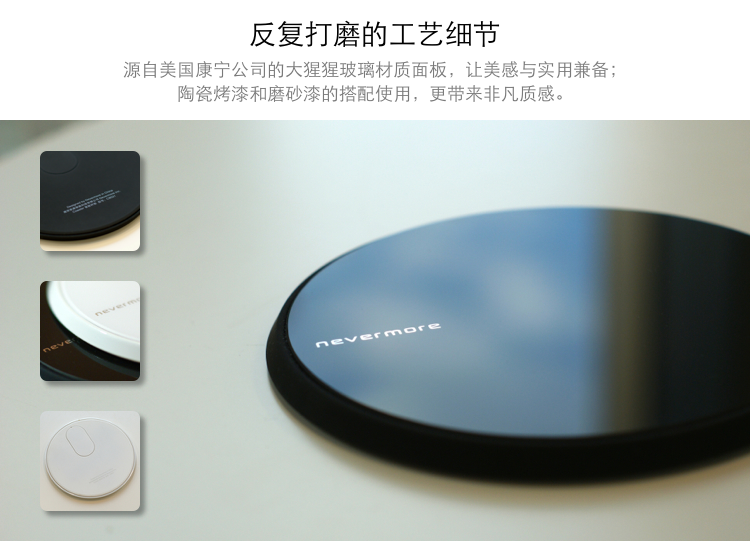 反复打磨的工艺细节
源自美国康宁公司的大猩猩玻璃材质面板，让美感与实用兼备；
陶瓷烤漆和磨砂漆的搭配使用，更带来非凡质感。
nevermore